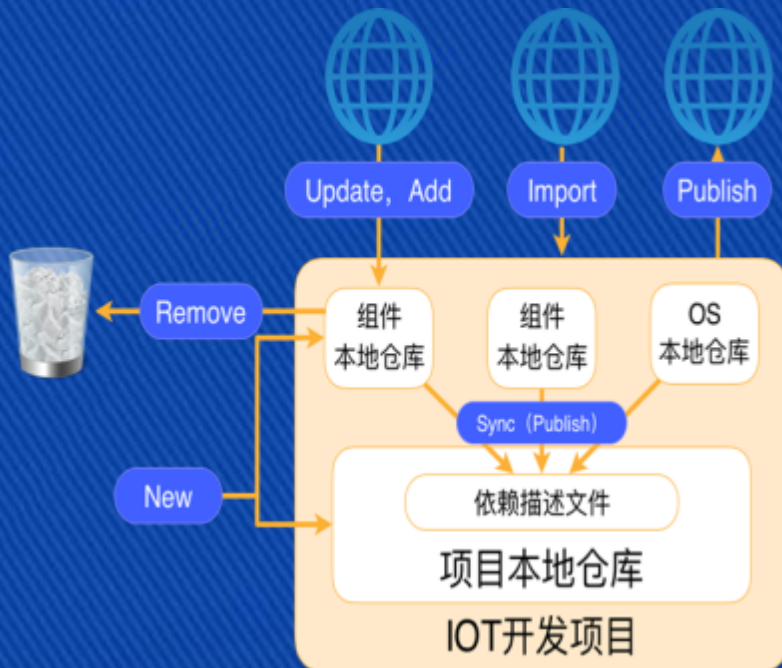 Update，Add
Import
Publish
Remove
组件
本地仓库
组件
本地仓库
OS
本地仓库
Sync（Publish）
New
依赖描述文件
项目本地仓库
IOT开发项目